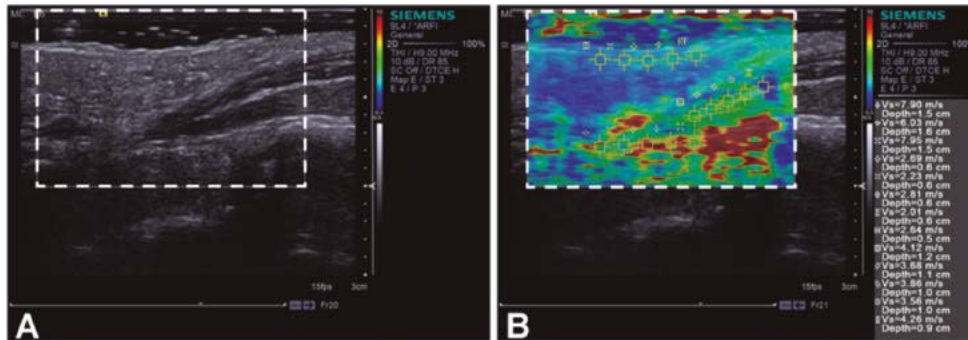 SIEMENS
9L4 / *ARFI
General
2D 100%
THI / H9.00 MHz
10 dB / DR 65
SC Off / DTCE H
Map E / ST 3
E 4 / P 3
15fps 3cm
Fr20
A
SIEMENS
9L4 / *ARFI
General
2D 100%
THI / H9.00 MHz
10 dB / DR 65
SC Off / DTCE H
Map E / ST 3
E 4 / P 3
Vs=7.90 m/s
Depth=1.5 cm
Vs=6.03 m/s
Depth=1.6 cm
Vs=7.95 m/s
Depth=1.5 cm
Vs=2.69 m/s
Depth=0.6 cm
Vs=2.23 m/s
Depth=0.6 cm
Vs=2.81 m/s
Depth=0.6 cm
Vs=2.01 m/s
Depth=0.6 cm
Vs=2.64 m/s
Depth=0.5 cm
Vs=4.12 m/s
Depth=1.2 cm
Vs=3.68 m/s
Depth=1.1 cm
Vs=3.86 m/s
Depth=1.0 cm
Vs=3.56 m/s
Depth=1.0 cm
Vs=4.26 m/s
Depth=0.9 cm
15fps 3cm
Fr21
B